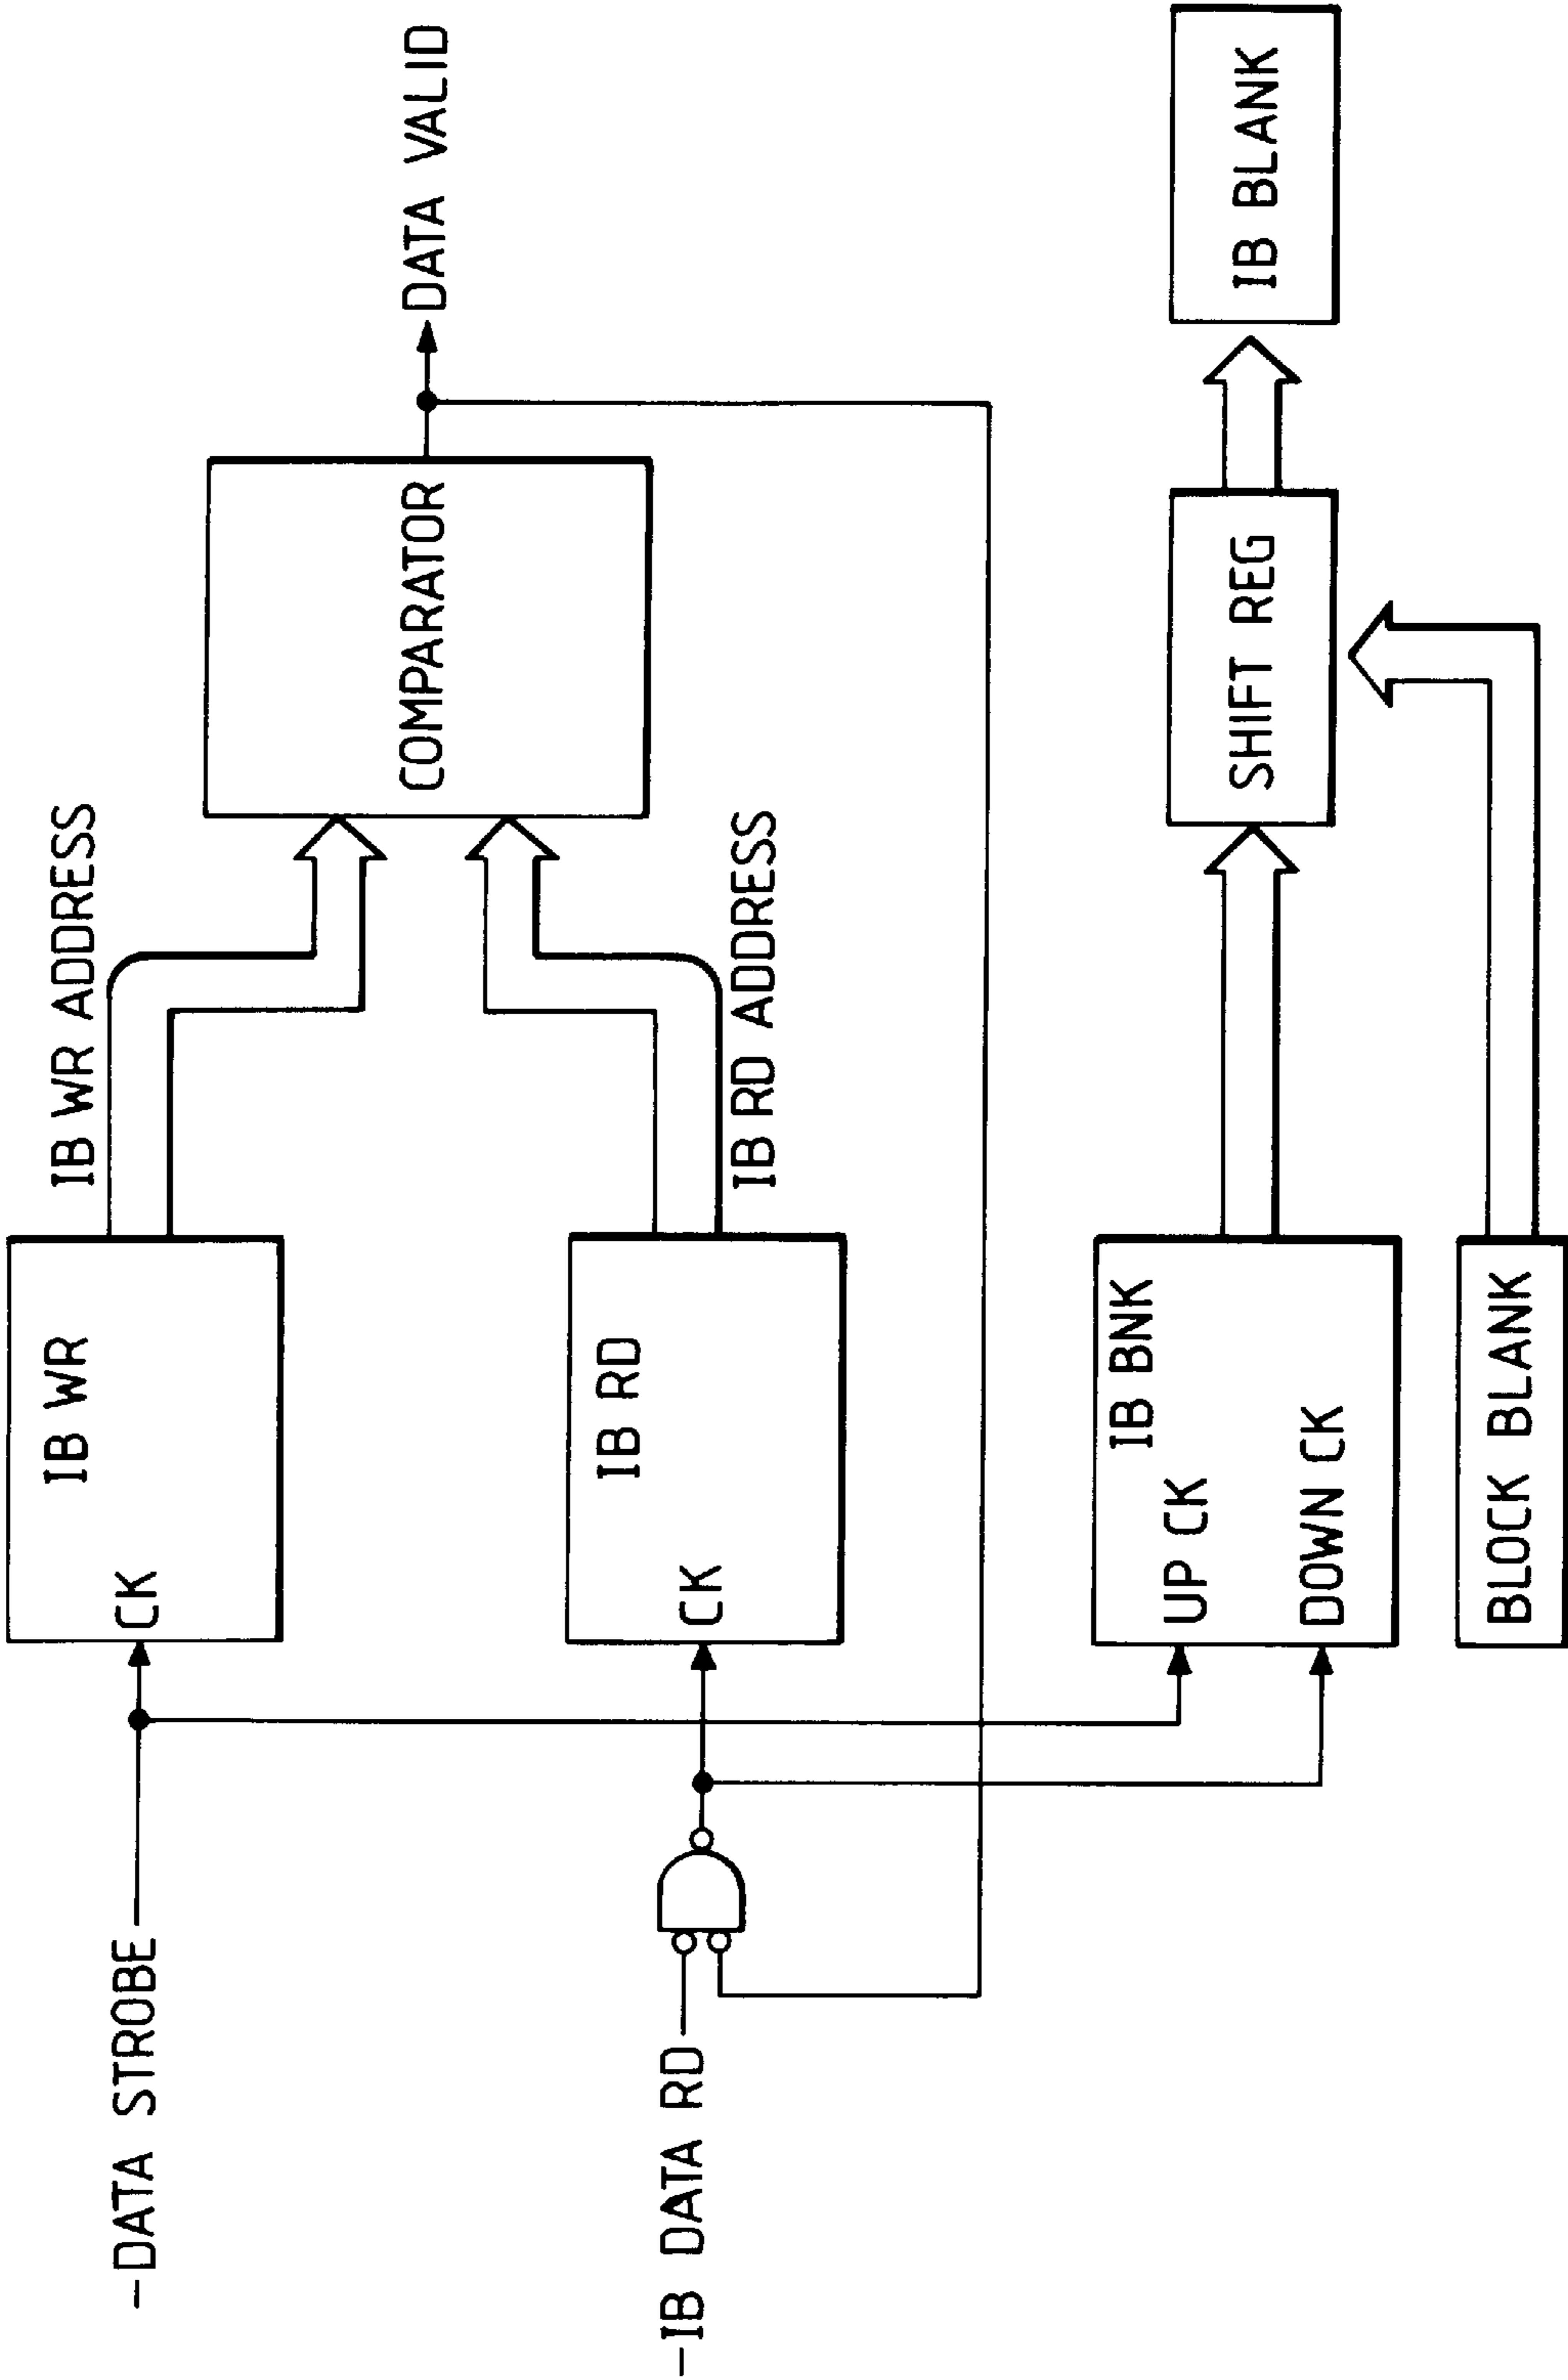 -DATA STROBE
IB WR
CK
IB WR ADDRESS
COMPARATOR
DATA VALID
-IB DATA RD
IB RD
CK
IB RD ADDRESS
IB BNK
UP CK
DOWN CK
SHIFT REG
IB BLANK
BLOCK BLANK